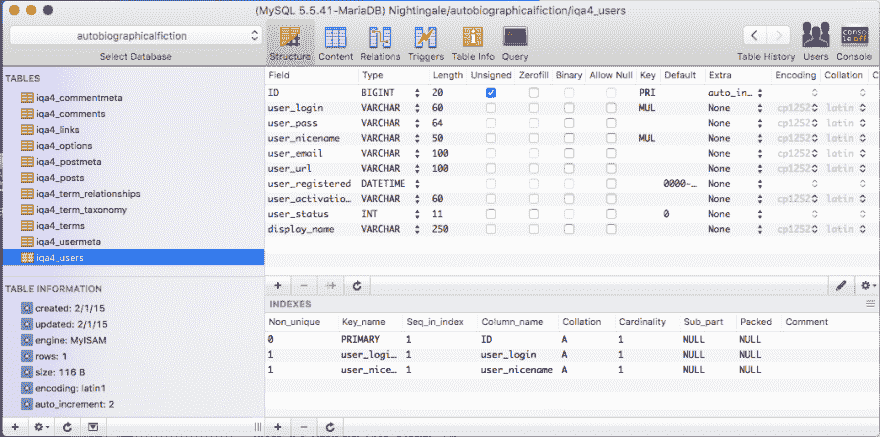 (MySQL 5.5.41-MariaDB) Nightingale/autobiographicalfiction/iqa4_users
autobiographicalfiction
Select Database
Structure Content Relations Triggers Table Info Query
Table History Users Console
console off
TABLES
iqa4_commentmeta
iqa4_comments
iqa4_links
iqa4_options
iqa4_postmeta
iqa4_posts
iqa4_term_relationships
iqa4_term_taxonomy
iqa4_terms
iqa4_usermeta
iqa4_users
TABLE INFORMATION
created: 2/1/15
updated: 2/1/15
engine: MyISAM
rows: 1
size: 116 B
encoding: latin1
auto_increment: 2
Field Type Length Unsigned Zerofill Binary Allow Null Key Default Extra Encoding Collation C
ID BIGINT 20 PRI auto_in...
user_login VARCHAR 60 MUL None cp1252 latin
user_pass VARCHAR 64 None cp1252 latin
user_nicename VARCHAR 50 MUL None cp1252 latin
user_email VARCHAR 100 None cp1252 latin
user_url VARCHAR 100 None cp1252 latin
user_registered DATETIME 0000-... None
user_activatio... VARCHAR 60 None cp1252 latin
user_status INT 11 0 None
display_name VARCHAR 250 None cp1252 latin
INDEXES
Non_unique Key_name Seq_in_index Column_name Collation Cardinality Sub_part Packed Comment
0 PRIMARY 1 ID A 1 NULL NULL
1 user_logi... 1 user_login A 1 NULL NULL
1 user_nice... 1 user_nicename A 1 NULL NULL